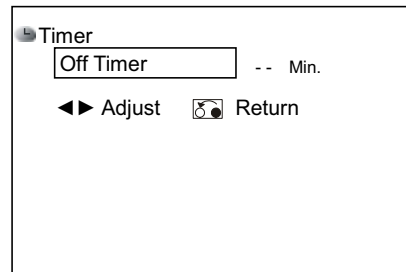 Timer
Off Timer -- Min.
◄► Adjust Return